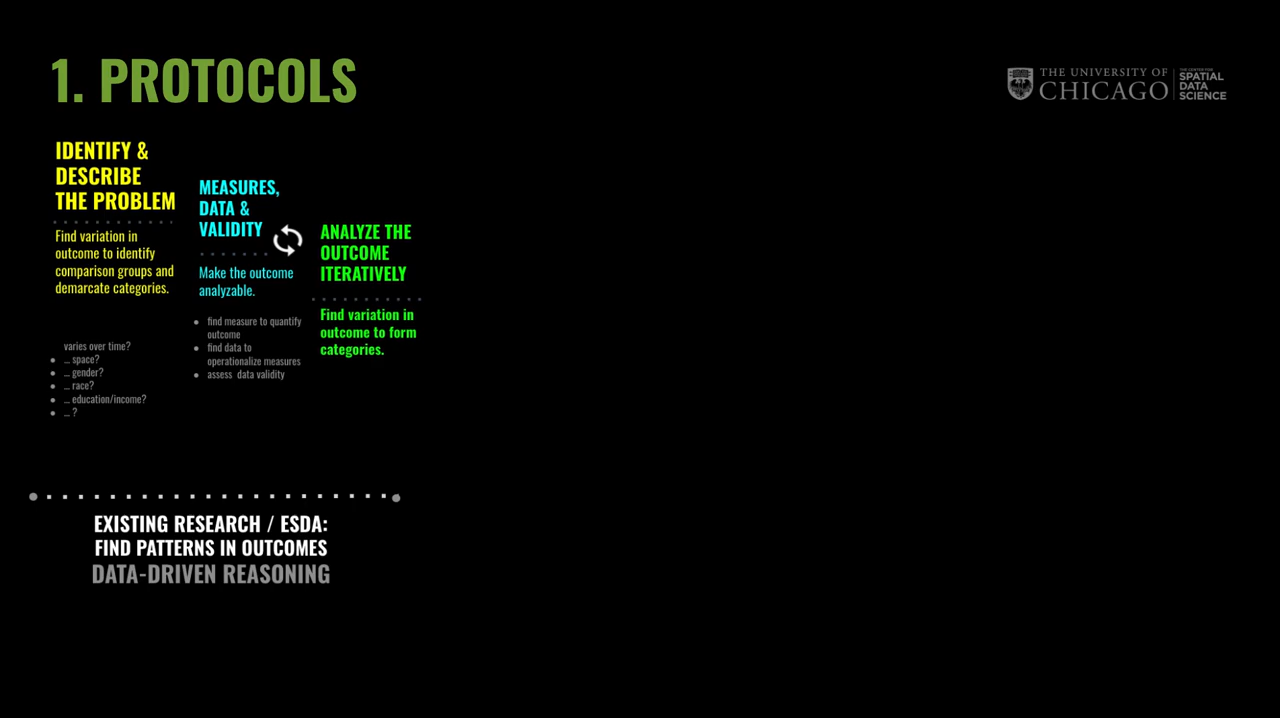 1. PROTOCOLS
THE UNIVERSITY OF
CHICAGO
THE CENTER FOR
SPATIAL
DATA
SCIENCE
IDENTIFY &
DESCRIBE
THE PROBLEM
Find variation in
outcome to identify
comparison groups and
demarcate categories.
varies over time?
● ... space?
● ... gender?
● ... race?
● ... education/income?
● ... ?
MEASURES,
DATA &
VALIDITY
Make the outcome
analyzable.
● find measure to quantify
outcome
● find data to
operationalize measures
● assess data validity
ANALYZE THE
OUTCOME
ITERATIVELY
Find variation in
outcome to form
categories.
EXISTING RESEARCH / ESDA:
FIND PATTERNS IN OUTCOMES
DATA-DRIVEN REASONING